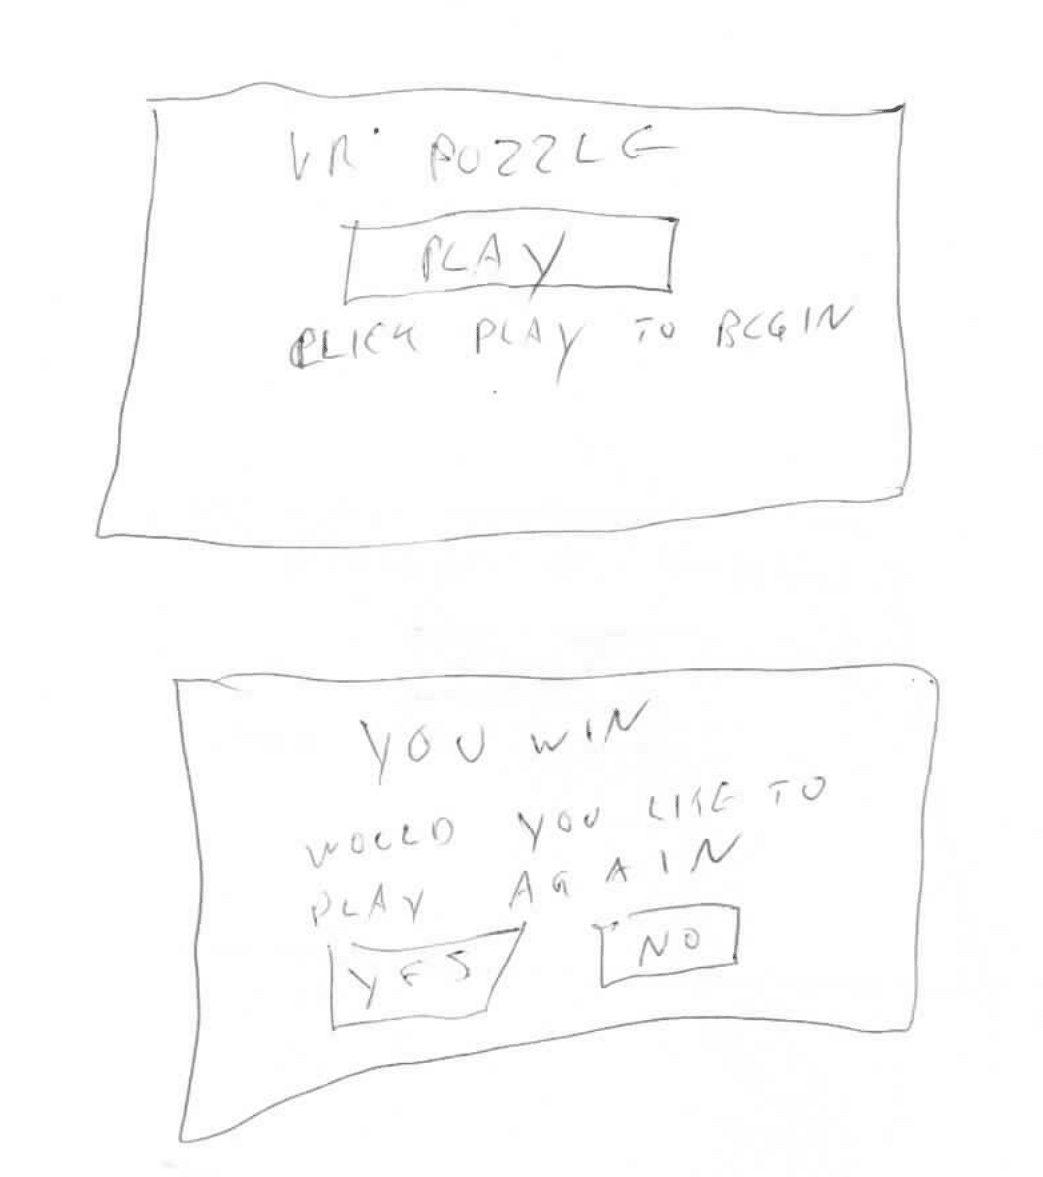 VR PUZZLE
PLAY
CLICK PLAY TO BEGIN
YOU WIN
WOULD YOU LIKE TO
PLAY AGAIN
YES NO